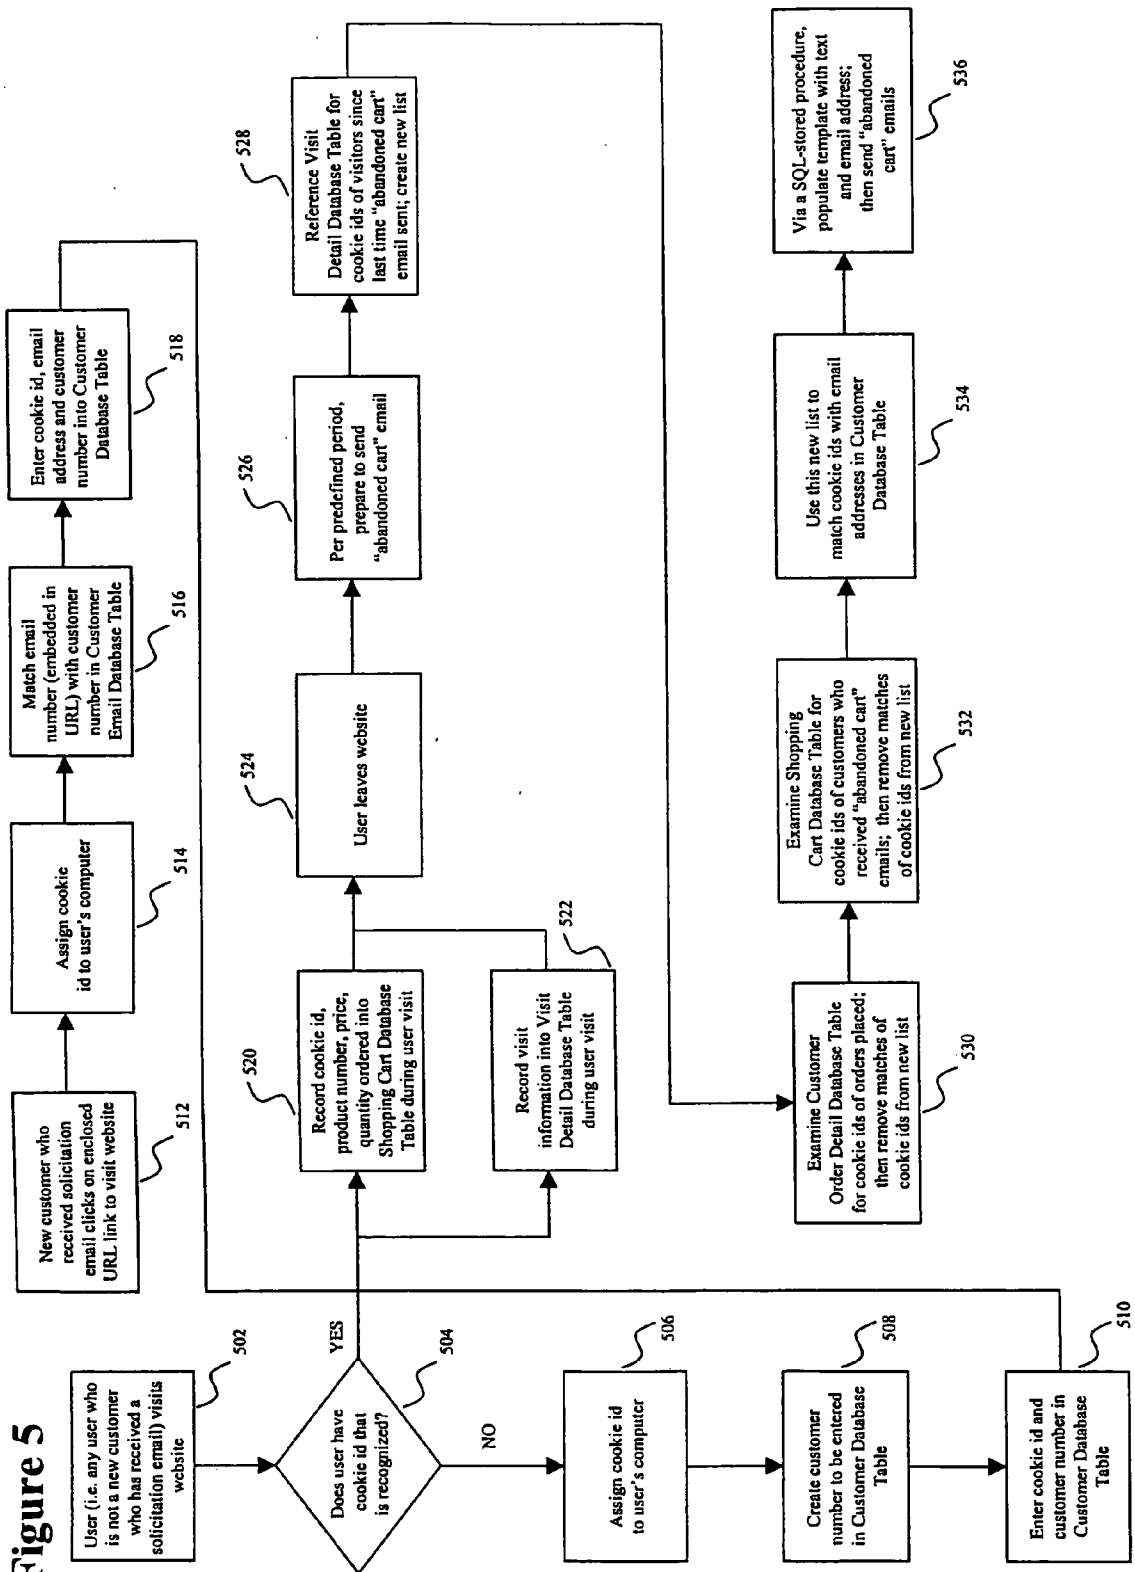 Figure 5
User (i.e. any user who
is not a new customer
who has received a
solicitation email) visits
website
502
Does user have
cookie id that
is recognized?
504
YES
NO
Assign cookie id
to user's computer
506
Create customer
number to be entered
in Customer Database
Table
508
Enter cookie id and
customer number in
Customer Database
Table
510
New customer who
received solicitation
email clicks on enclosed
URL link to visit website
512
Assign cookie
id to user's computer
514
Match email
number (embedded in
URL) with customer
number in Customer
Email Database Table
516
Enter cookie id, email
address and customer
number into Customer
Database Table
518
Record cookie id,
product number, price,
quantity ordered into
Shopping Cart Database
Table during user visit
520
Record visit
information into Visit
Detail Database Table
during user visit
522
User leaves website
524
Per predefined period,
prepare to send
"abandoned cart" email
526
Reference Visit
Detail Database Table for
cookie ids of visitors since
last time "abandoned cart"
email sent; create new list
528
Examine Customer
Order Detail Database Table
for cookie ids of orders placed;
then remove matches of
cookie ids from new list
530
Examine Shopping
Cart Database Table for
cookie ids of customers who
received "abandoned cart"
emails; then remove matches
of cookie ids from new list
532
Use this new list to
match cookie ids with email
addresses in Customer
Database Table
534
Via a SQL-stored procedure,
populate template with text
and email address;
then send "abandoned
cart" emails
536